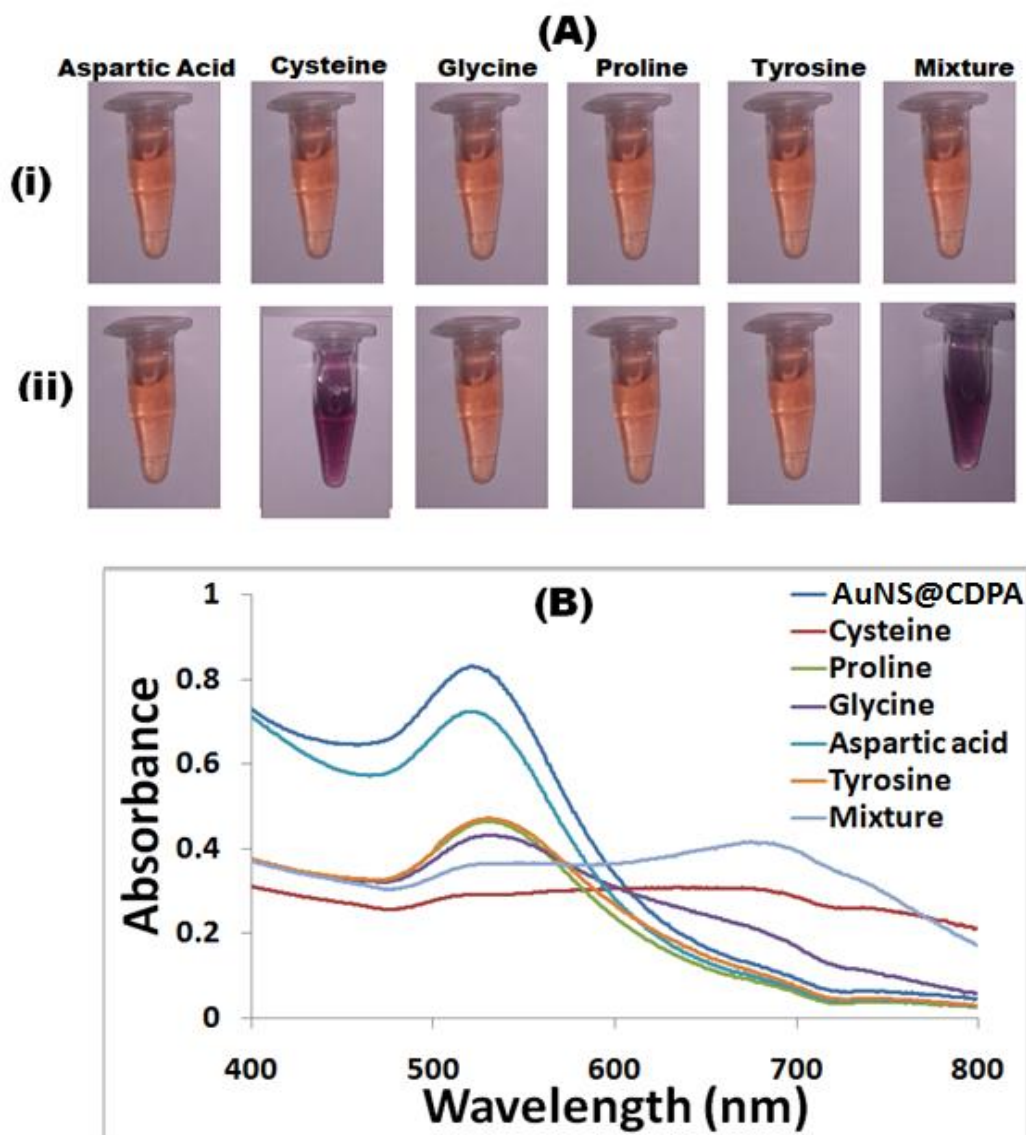 (A)
Aspartic Acid Cysteine Glycine Proline Tyrosine Mixture
(i)
(ii)
(B)
AuNS@CDPA
Cysteine
Proline
Glycine
Aspartic acid
Tyrosine
Mixture
Absorbance
1
0.8
0.6
0.4
0.2
0
400 500 600 700 800
Wavelength (nm)